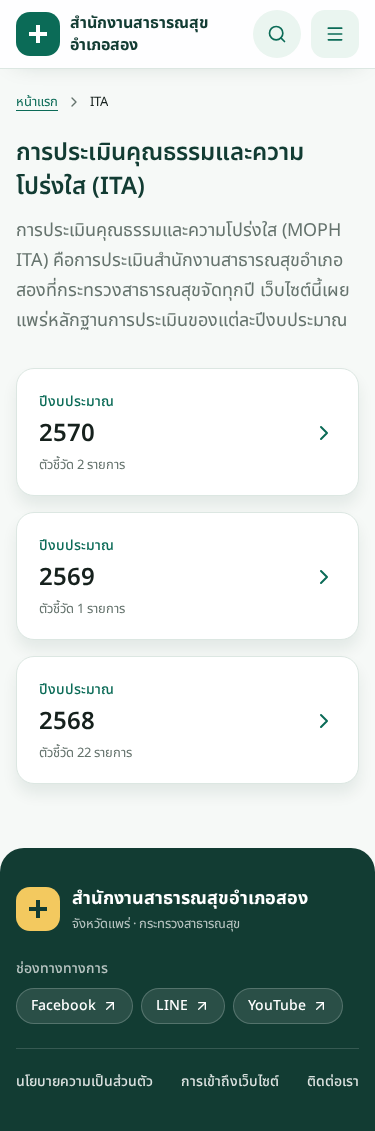 สำนักงานสาธารณสุข
อำเภอสอง
หน้าแรก
ITA
การประเมินคุณธรรมและความ
โปร่งใส (ITA)
การประเมินคุณธรรมและความโปร่งใส (MOPH
ITA) คือการประเมินสำนักงานสาธารณสุขอำเภอ
สองที่กระทรวงสาธารณสุขจัดทุกปี เว็บไซต์นี้เผย
แพร่หลักฐานการประเมินของแต่ละปีงบประมาณ
ปีงบประมาณ
2570
ตัวชี้วัด 2 รายการ
ปีงบประมาณ
2569
ตัวชี้วัด 1 รายการ
ปีงบประมาณ
2568
ตัวชี้วัด 22 รายการ
สำนักงานสาธารณสุขอำเภอสอง
จังหวัดแพร่ · กระทรวงสาธารณสุข
ช่องทางทางการ
Facebook LINE YouTube
นโยบายความเป็นส่วนตัว การเข้าถึงเว็บไซต์ ติดต่อเรา